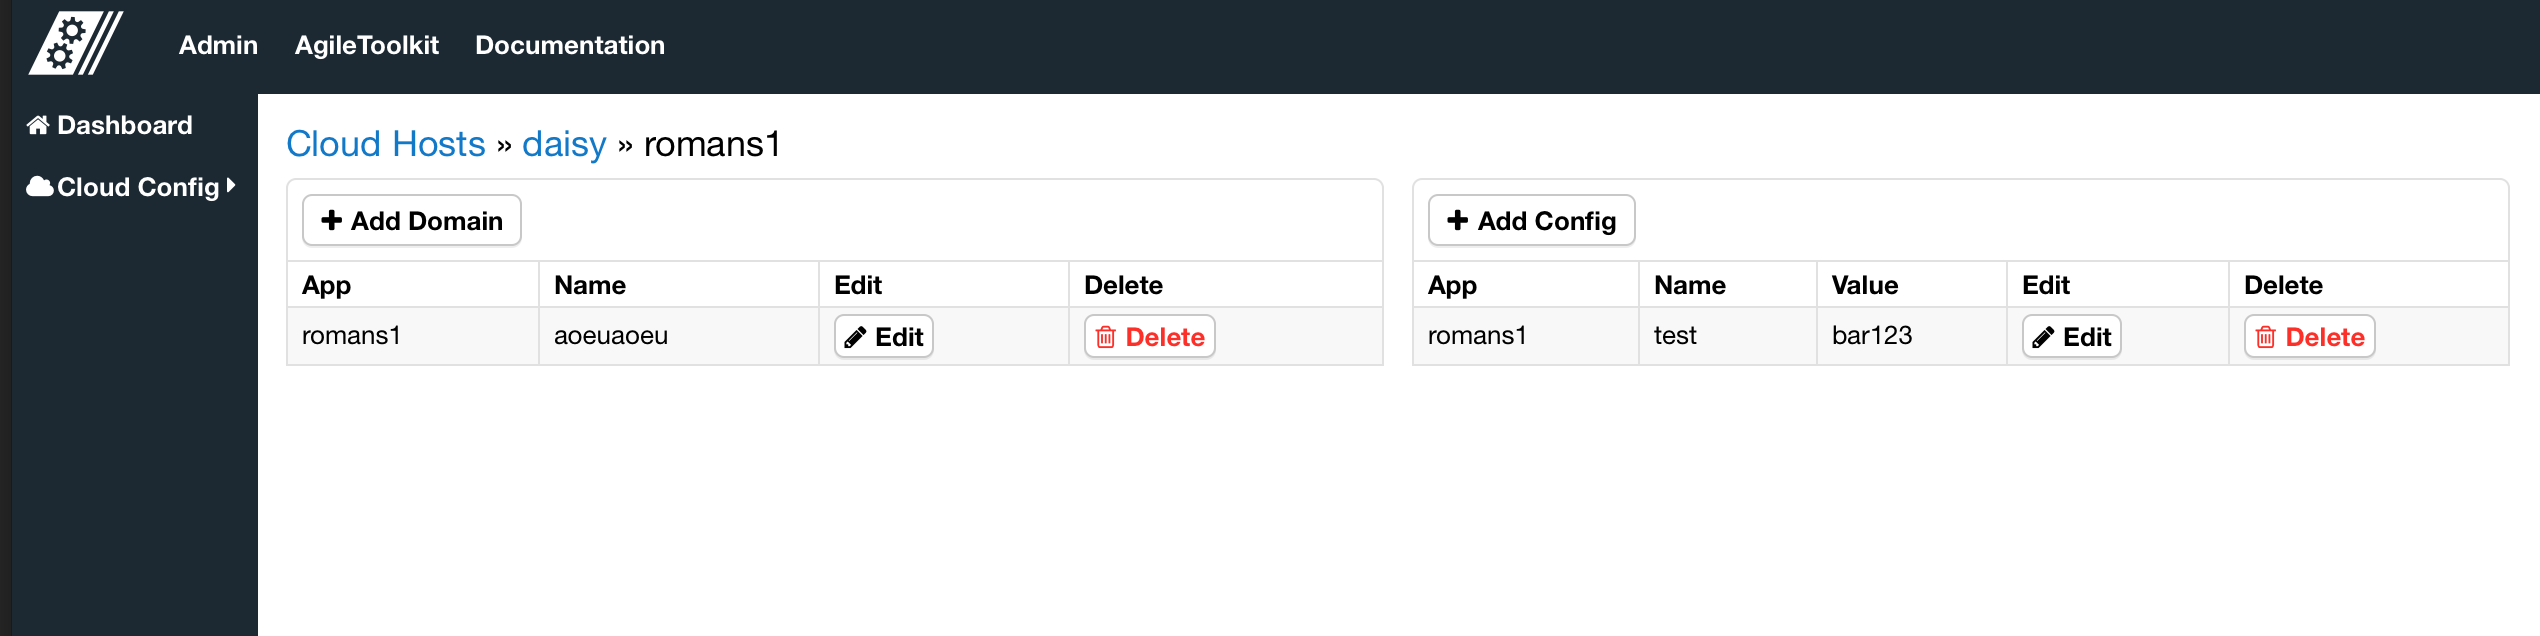 Admin AgileToolkit Documentation
Dashboard
Cloud Config
Cloud Hosts » daisy » romans1
Add Domain
App Name Edit Delete
romans1 aoeuaoeu Edit Delete
Add Config
App Name Value Edit Delete
romans1 test bar123 Edit Delete